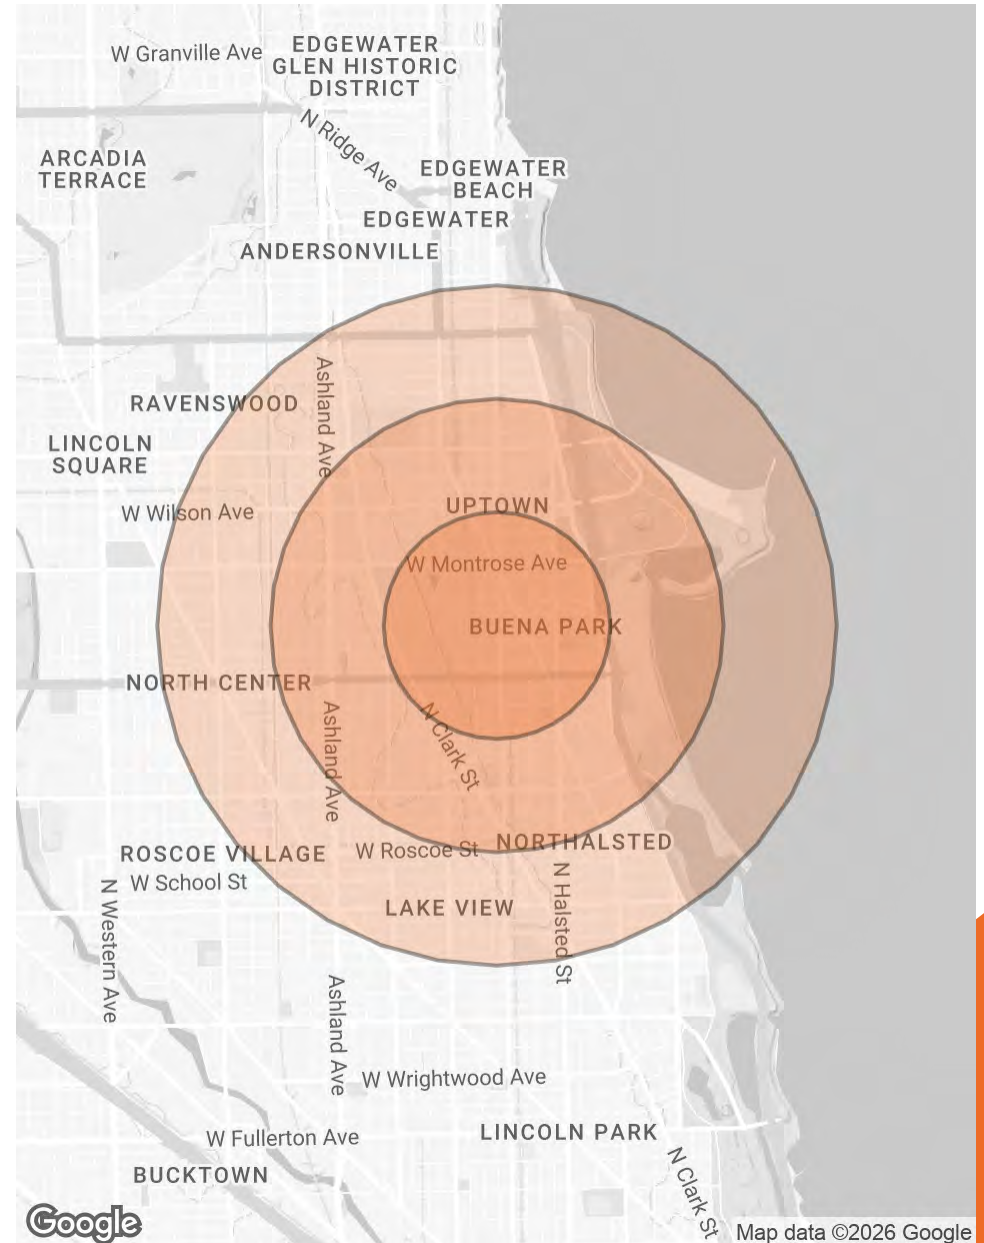 W Granville Ave
EDGEWATER
GLEN HISTORIC
DISTRICT
N Ridge Ave
ARCADIA
TERRACE
EDGEWATER
BEACH
EDGEWATER
ANDERSONVILLE
Ashland Ave
RAVENSWOOD
LINCOLN
SQUARE
W Wilson Ave
UPTOWN
W Montrose Ave
BUENA PARK
NORTH CENTER
Ashland Ave
N Clark St
NORTHALSTED
ROSCOE VILLAGE
W Roscoe St
W School St
N Western Ave
LAKE VIEW
N Halsted St
Ashland Ave
W Wrightwood Ave
W Fullerton Ave
LINCOLN PARK
BUCKTOWN
N Clark St
Google
Map data ©2026 Google